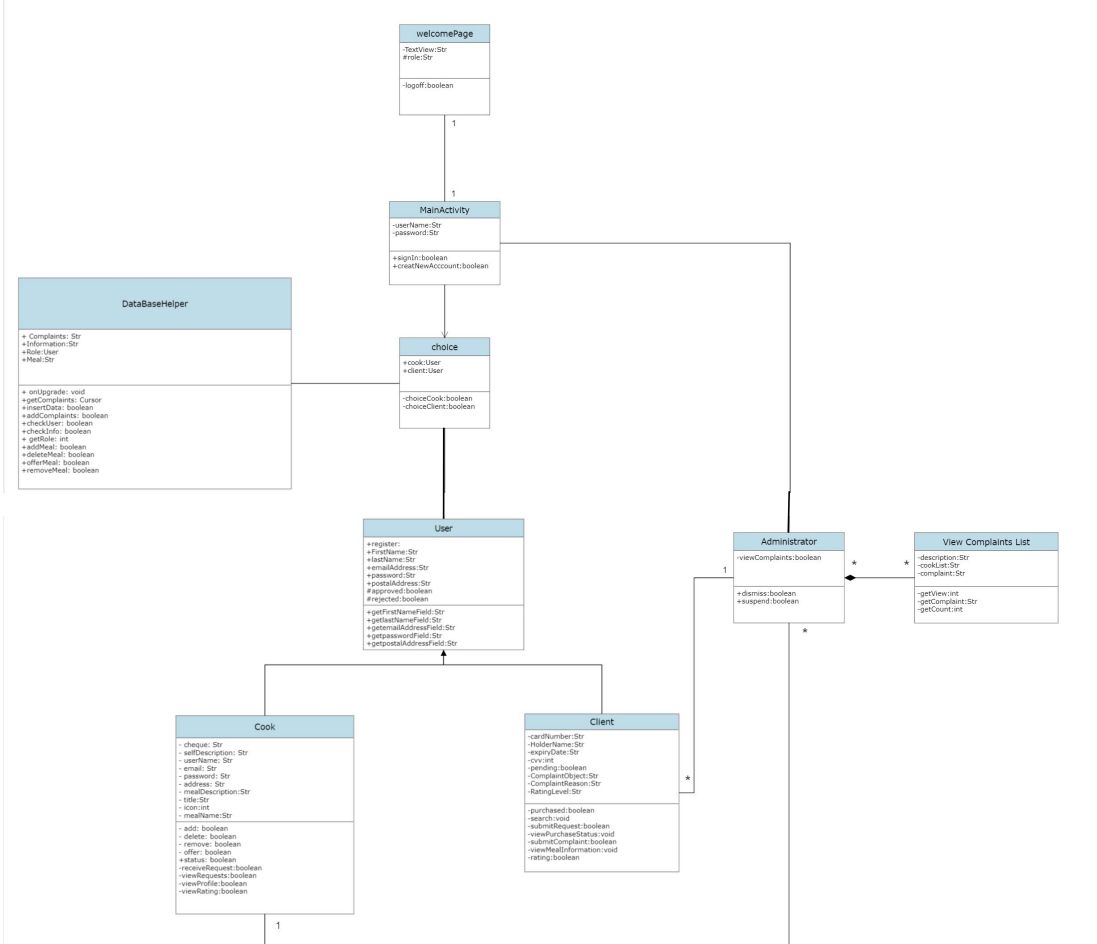 welcomePage
-TextView:Str
#role:Str
-logoff:boolean
1
1
MainActivity
-userName:Str
-password:Str
+signIn:boolean
+creatNewAcccount:boolean
DataBaseHelper
+ Complaints: Str
+Information:Str
+Role:User
+Meal:Str
+ onUpgrade: void
+getComplaints: Cursor
+insertData: boolean
+addComplaints: boolean
+checkUser: boolean
+checkInfo: boolean
+ getRole: int
+addMeal: boolean
+deleteMeal: boolean
+offerMeal: boolean
+removeMeal: boolean
choice
+cook:User
+client:User
-choiceCook:boolean
-choiceClient:boolean
User
+register:
+FirstName:Str
+lastName:Str
+emailAddress:Str
+password:Str
+postalAddress:Str
#approved:boolean
#rejected:boolean
+getFirstNameField:Str
+getlastNameField:Str
+getemailAddressField:Str
+getpasswordField:Str
+getpostalAddressField:Str
Administrator
-viewComplaints:boolean
+dismiss:boolean
+suspend:boolean
1
*
*
*
View Complaints List
-description:Str
-cookList:Str
-complaint:Str
-getView:int
-getComplaint:Str
-getCount:int
Cook
- cheque: Str
- selfDescription: Str
- userName: Str
- email: Str
- password: Str
- address: Str
- mealDescription:Str
- title:Str
- icon:int
- mealName:Str
- add: boolean
- delete: boolean
- remove: boolean
- offer: boolean
+status: boolean
-receiveRequest:boolean
-viewRequests:boolean
-viewProfile:boolean
-viewRating:boolean
1
Client
-cardNumber:Str
-HolderName:Str
-expiryDate:Str
-cvv:int
-pending:boolean
-ComplaintObject:Str
-ComplaintReason:Str
-RatingLevel:Str
-purchased:boolean
-search:void
-submitRequest:boolean
-viewPurchaseStatus:void
-submitComplaint:boolean
-viewMealInformation:void
-rating:boolean
*